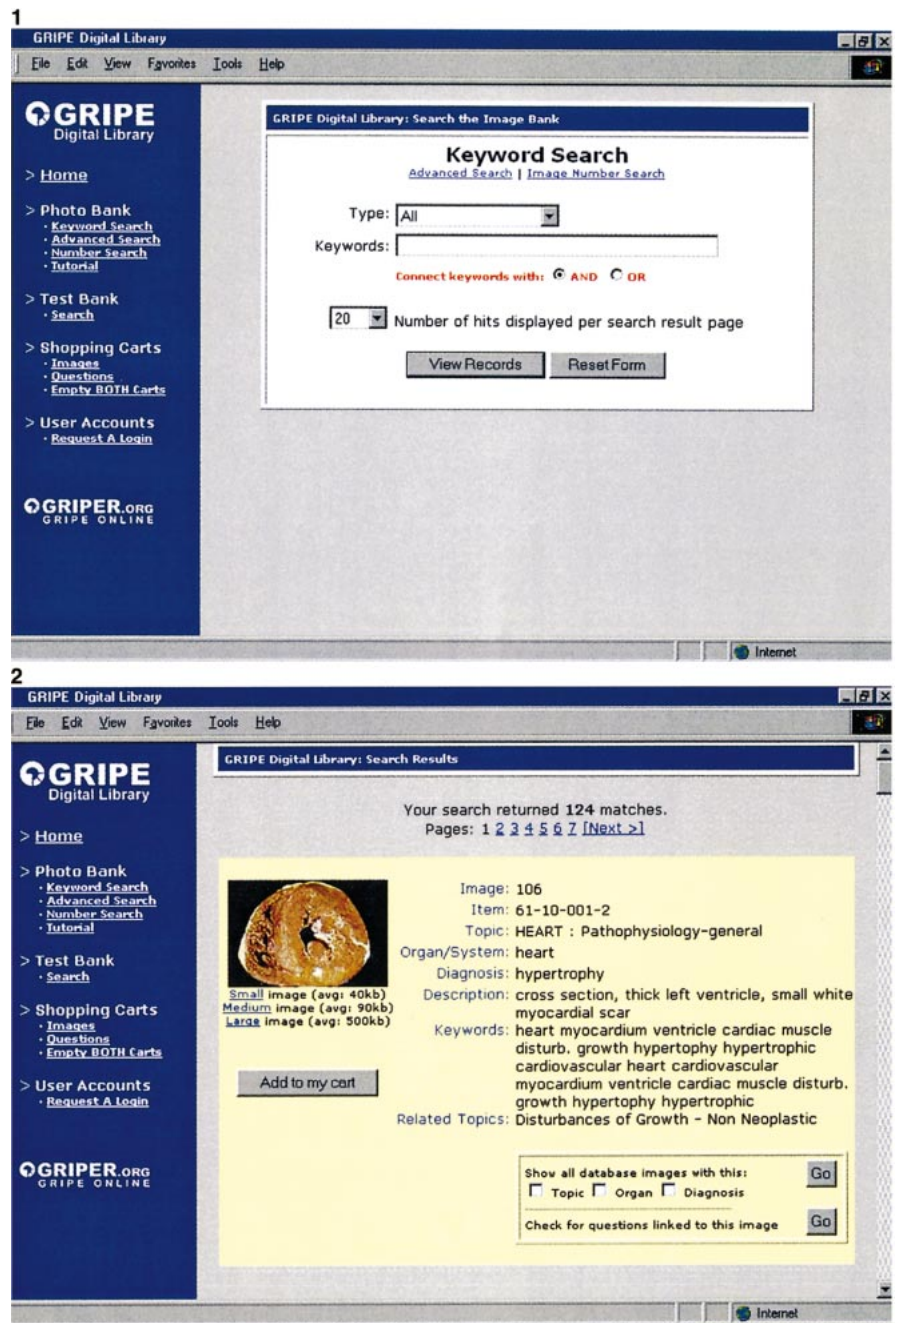 1
GRIPE Digital Library
File Edit View Favorites Tools Help
GRIPE
Digital Library
> Home
> Photo Bank
· Keyword Search
· Advanced Search
· Number Search
· Tutorial
> Test Bank
· Search
> Shopping Carts
· Images
· Questions
· Empty BOTH Carts
> User Accounts
· Request A Login
GRIPER.ORG
GRIPE ONLINE
GRIPE Digital Library: Search the Image Bank
Keyword Search
Advanced Search | Image Number Search
Type: All
Keywords:
Connect keywords with: AND OR
20 Number of hits displayed per search result page
View Records Reset Form
Internet
2
GRIPE Digital Library
File Edit View Favorites Tools Help
GRIPE
Digital Library
> Home
> Photo Bank
· Keyword Search
· Advanced Search
· Number Search
· Tutorial
> Test Bank
· Search
> Shopping Carts
· Images
· Questions
· Empty BOTH Carts
> User Accounts
· Request A Login
GRIPER.ORG
GRIPE ONLINE
GRIPE Digital Library: Search Results
Your search returned 124 matches.
Pages: 1 2 3 4 5 6 7 [Next >]
Small image (avg: 40kb)
Medium image (avg: 90kb)
Large image (avg: 500kb)
Add to my cart
Image: 106
Item: 61-10-001-2
Topic: HEART : Pathophysiology-general
Organ/System: heart
Diagnosis: hypertrophy
Description: cross section, thick left ventricle, small white
myocardial scar
Keywords: heart myocardium ventricle cardiac muscle
disturb. growth hypertophy hypertrophic
cardiovascular heart cardiovascular
myocardium ventricle cardiac muscle disturb.
growth hypertophy hypertrophic
Related Topics: Disturbances of Growth - Non Neoplastic
Show all database images with this: Go
Topic Organ Diagnosis
Check for questions linked to this image Go
Internet